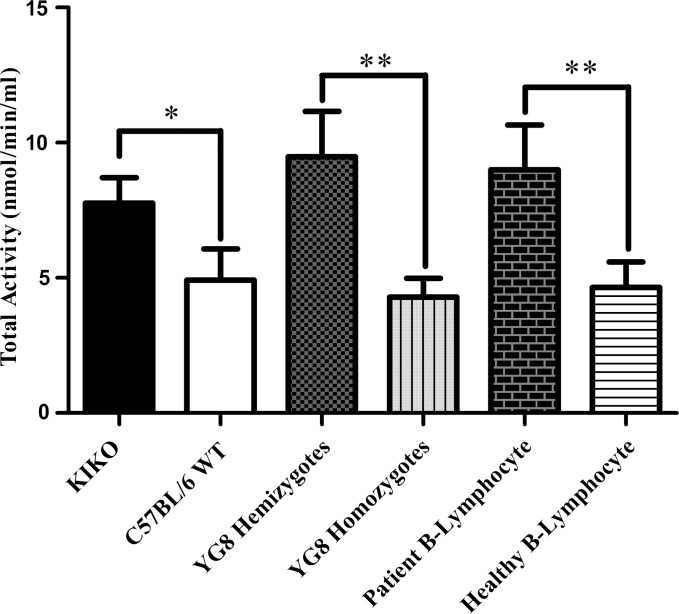 15
10
5
0
Total Activity (nmol/min/ml)
*
**
**
KIKO
C57BL/6 WT
YG8 Hemizygotes
YG8 Homozygotes
Patient B-Lymphocyte
Healthy B-Lymphocyte